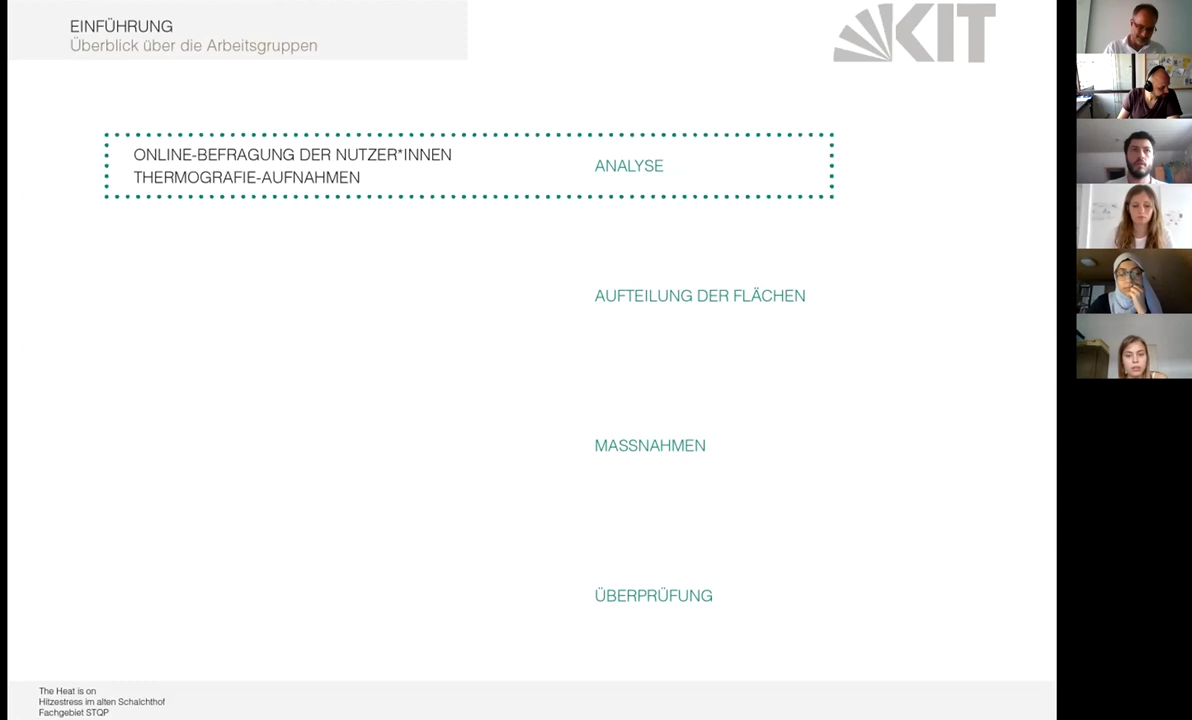 EINFÜHRUNG
Überblick über die Arbeitsgruppen
KIT
ONLINE-BEFRAGUNG DER NUTZER*INNEN
THERMOGRAFIE-AUFNAHMEN
ANALYSE
AUFTEILUNG DER FLÄCHEN
MASSNAHMEN
ÜBERPRÜFUNG
The Heat is on
Hitzestress im alten Schalchthof
Fachgebiet STQP